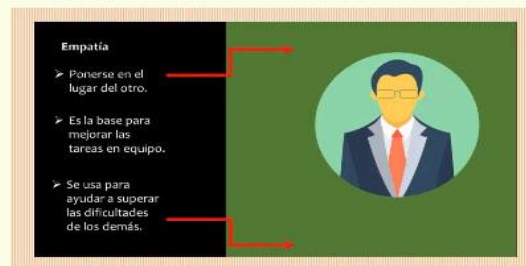 Empatía
➤ Ponerse en el
lugar del otro.
➤ Es la base para
mejorar las
tareas en equipo.
➤ Se usa para
ayudar a superar
las dificultades
de los demás.